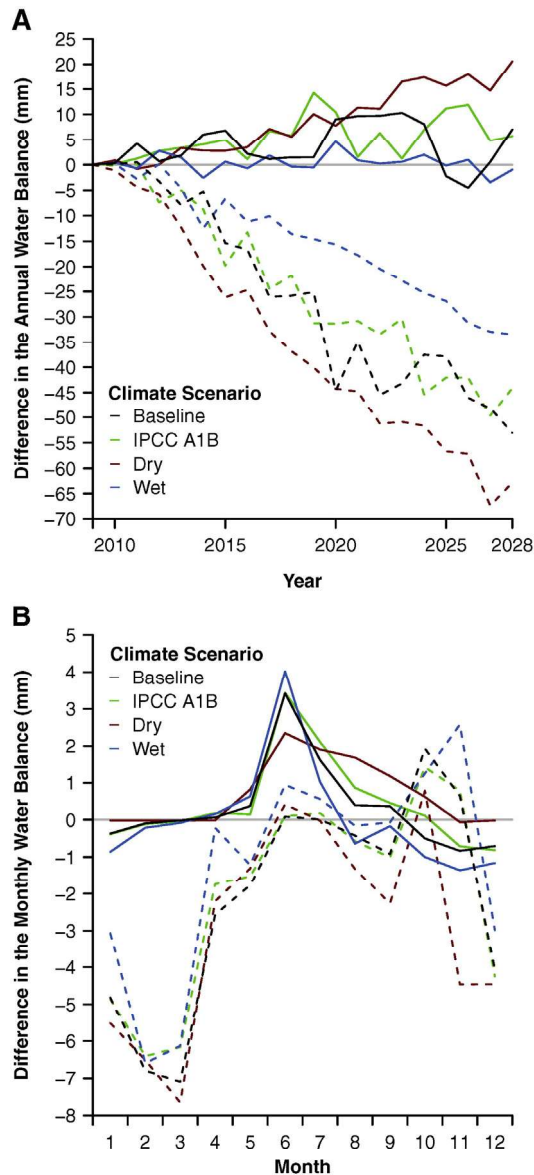 A
25
20
15
10
5
0
−5
−10
−15
−20
−25
−30
−35
−40
−45
−50
−55
−60
−65
−70
Difference in the Annual Water Balance (mm)
Climate Scenario
Baseline
IPCC A1B
Dry
Wet
2010 2015 2020 2025 2028
Year
B
5
4
3
2
1
0
−1
−2
−3
−4
−5
−6
−7
−8
Difference in the Monthly Water Balance (mm)
Climate Scenario
Baseline
IPCC A1B
Dry
Wet
1 2 3 4 5 6 7 8 9 10 11 12
Month